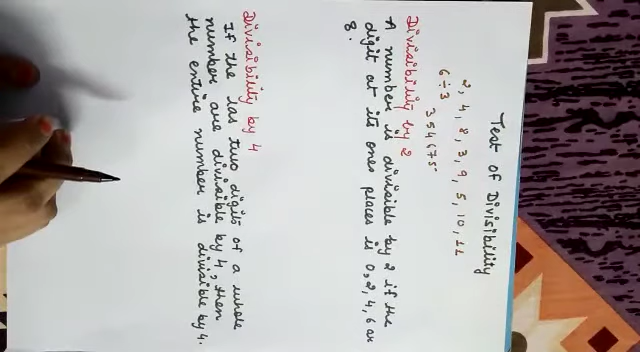 Test of Divisibility
2, 4, 8, 3, 9, 5, 10, 11
6÷3 354675
Divisibility by 2
A number is divisible by 2 if the
digit at its ones places is 0, 2, 4, 6 or
8.
Divisibility by 4
If the las two digits of a whole
number are divisible by 4, then
the entire number is divisible by 4.